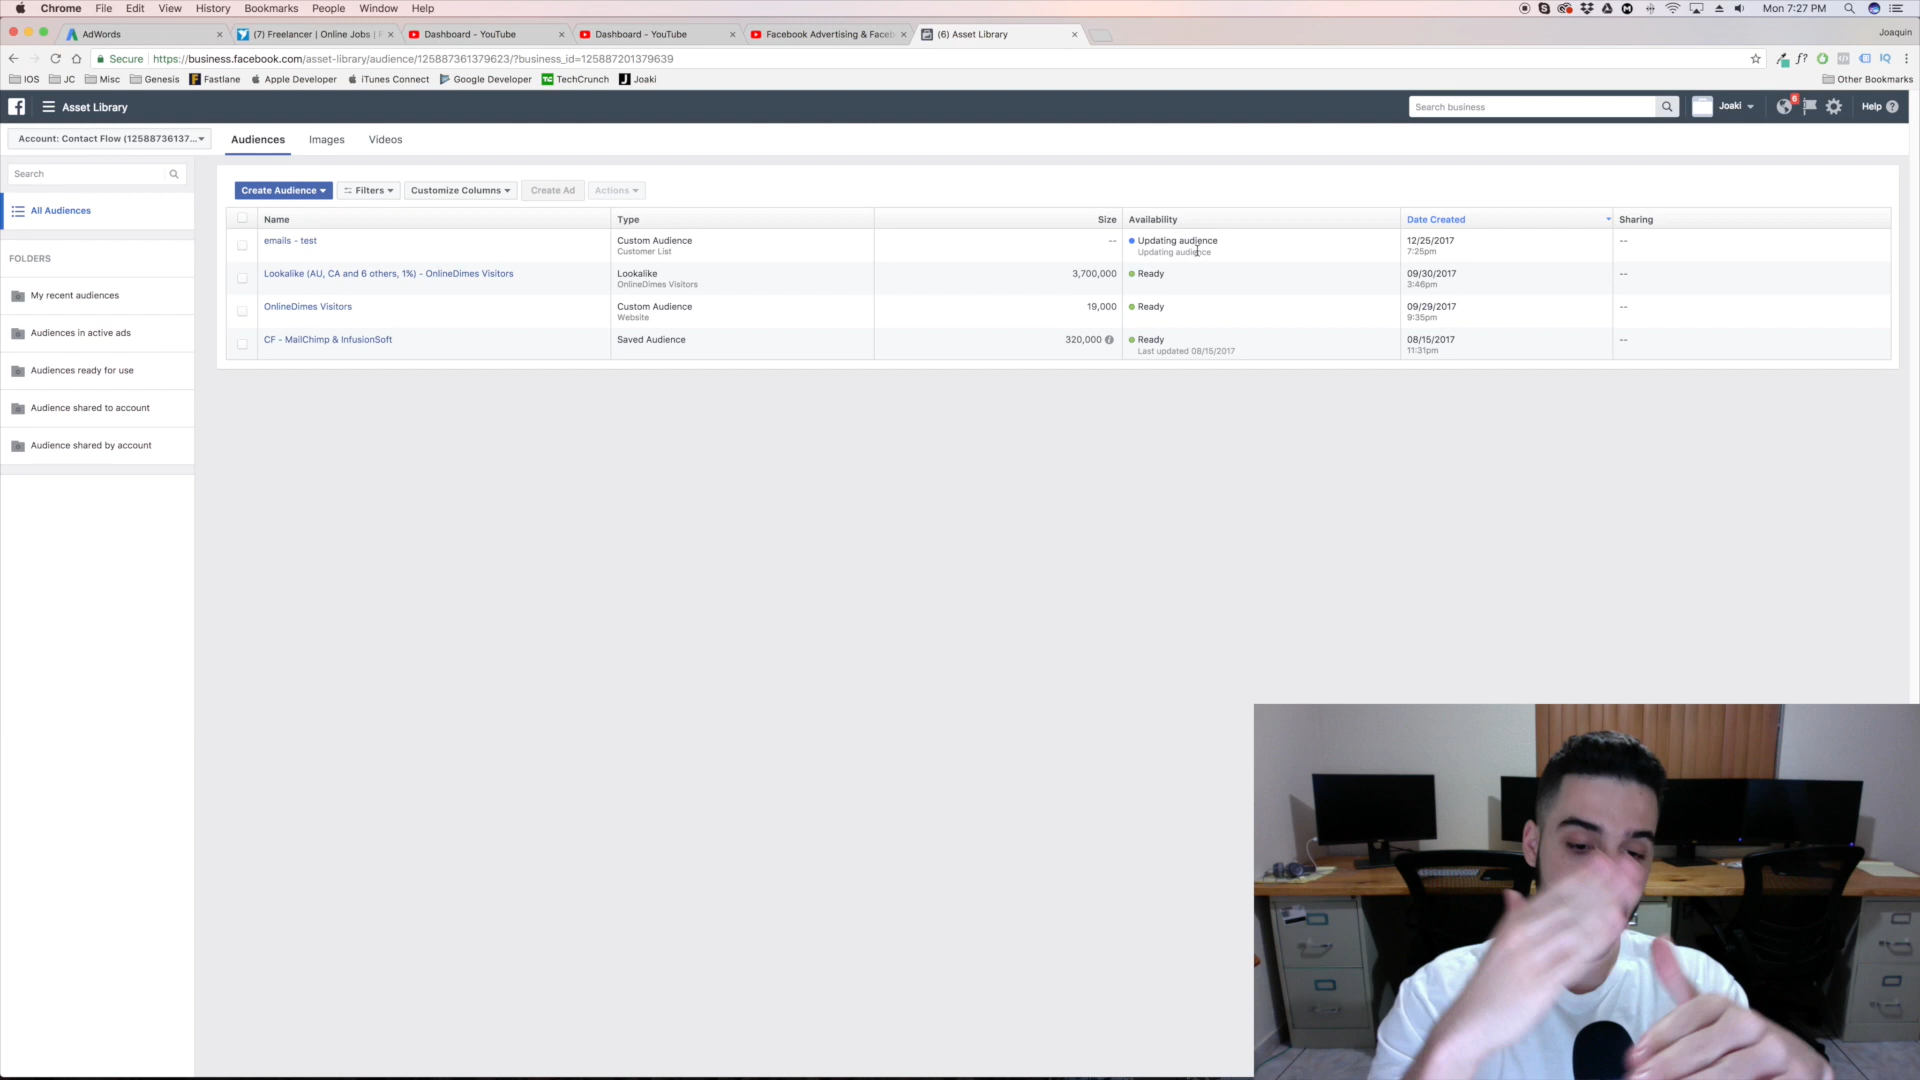 Chrome File Edit View History Bookmarks People Window Help Mon 7:27 PM
AdWords (7) Freelancer | Online Jobs | Dashboard - YouTube Dashboard - YouTube Facebook Advertising & Faceb (6) Asset Library Joaquin
Secure https://business.facebook.com/asset-library/audience/125887361379623/?business_id=125887201379639
IOS JC Misc Genesis Fastlane Apple Developer iTunes Connect Google Developer TechCrunch Joaki Other Bookmarks
Asset Library Search business Joaki 6 Help
Account: Contact Flow (12588736137... Audiences Images Videos
Search
Create Audience Filters Customize Columns Create Ad Actions
All Audiences
FOLDERS
My recent audiences
Audiences in active ads
Audiences ready for use
Audience shared to account
Audience shared by account
Name Type Size Availability Date Created Sharing
emails - test Custom Audience -- Updating audience 12/25/2017 --
Customer List Updating audience 7:25pm
Lookalike (AU, CA and 6 others, 1%) - OnlineDimes Visitors Lookalike 3,700,000 Ready 09/30/2017 --
OnlineDimes Visitors 3:46pm
OnlineDimes Visitors Custom Audience 19,000 Ready 09/29/2017 --
Website 9:35pm
CF - MailChimp & InfusionSoft Saved Audience 320,000 Ready 08/15/2017 --
Last updated 08/15/2017 11:31pm